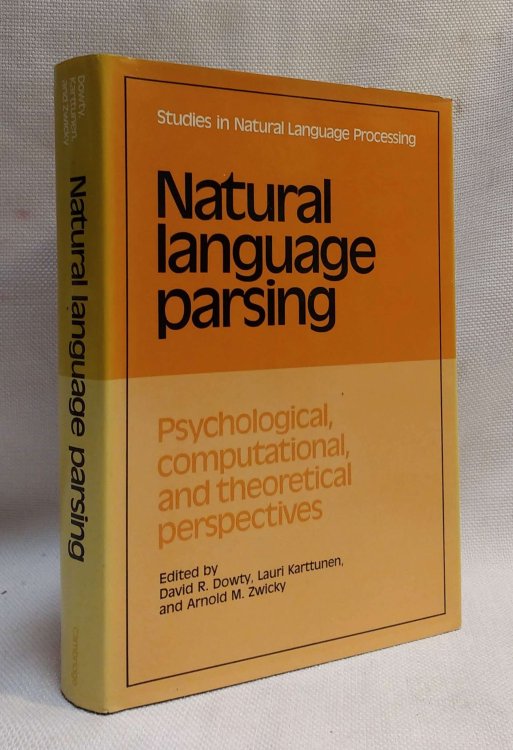 Dowty,
Karttunen,
and Zwicky
Natural language parsing
Cambridge
Studies in Natural Language Processing
Natural
language
parsing
Psychological,
computational,
and theoretical
perspectives
Edited by
David R. Dowty, Lauri Karttunen,
and Arnold M. Zwicky